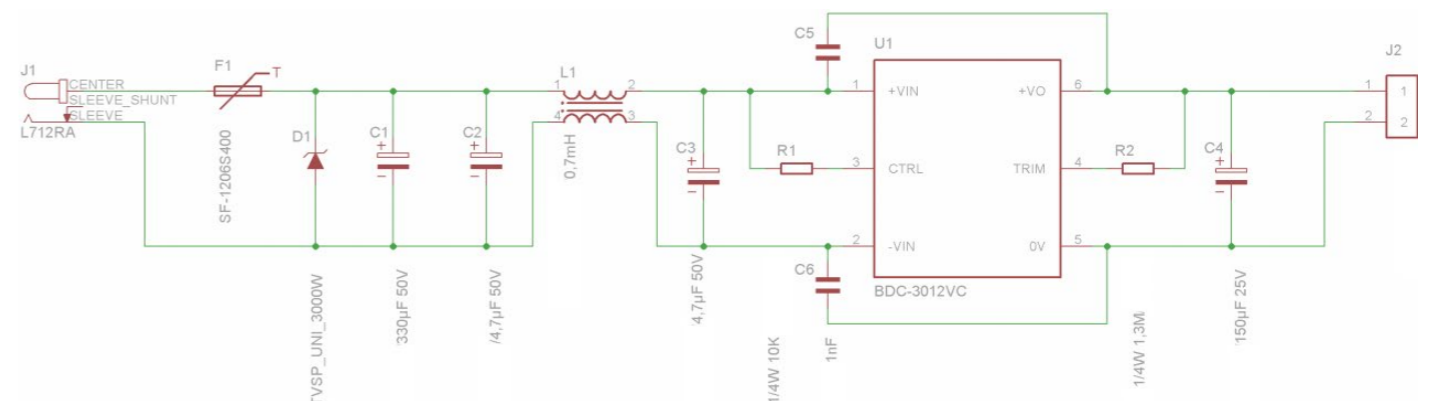 J1
CENTER
SLEEVE_SHUNT
SLEEVE
L712RA
F1
T
SF-1206S400
D1
TVSP_UNI_3000W
C1
+
-
330µF 50V
C2
+
-
/4,7µF 50V
L1
1
2
4
3
0,7mH
C3
+
-
4,7µF 50V
R1
1/4W 10K
C5
C6
1nF
U1
1
+VIN
+VO
6
3
CTRL
TRIM
4
2
-VIN
0V
5
BDC-3012VC
R2
1/4W 1,3M
C4
+
-
150µF 25V
J2
1
1
2
2